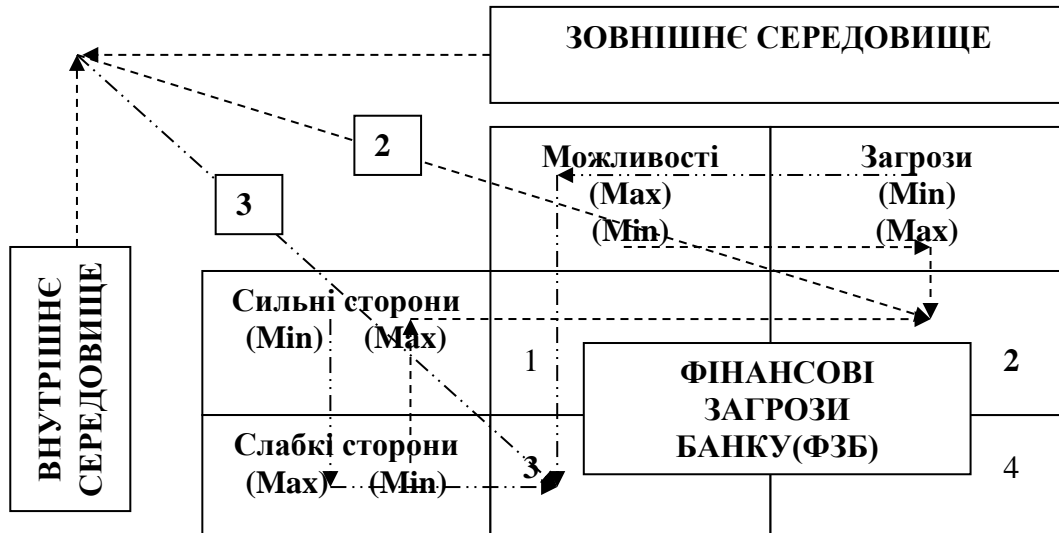 ЗОВНІШНЄ СЕРЕДОВИЩЕ
2
3
Можливості
(Max)
(Min)
Загрози
(Min)
(Max)
ВНУТРІШНЄ
СЕРЕДОВИЩЕ
Сильні сторони
(Min) (Max)
1
ФІНАНСОВІ
ЗАГРОЗИ
БАНКУ(ФЗБ)
2
Слабкі сторони
(Max) (Min)
3
4